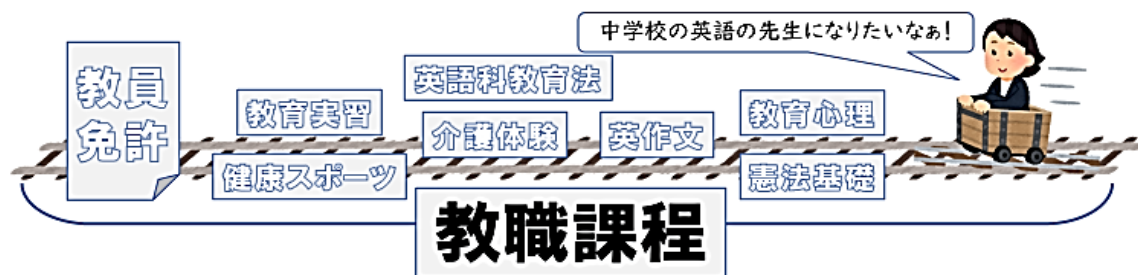 中学校の英語の先生になりたいなぁ!
教員
免許
教育実習
健康スポーツ
英語科教育法
介護体験
英作文
教育心理
憲法基礎
教職課程